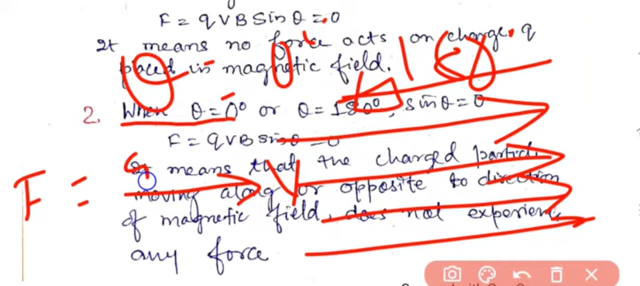 F = qVB Sin θ = 0
It means no force acts on charge q
placed in magnetic field.
2. When θ = 0° or θ = 180°, sin θ = 0
F = qVB sin θ = 0
It means that the charged particle
moving along or opposite to direction
of magnetic field, does not experience
any force
F =